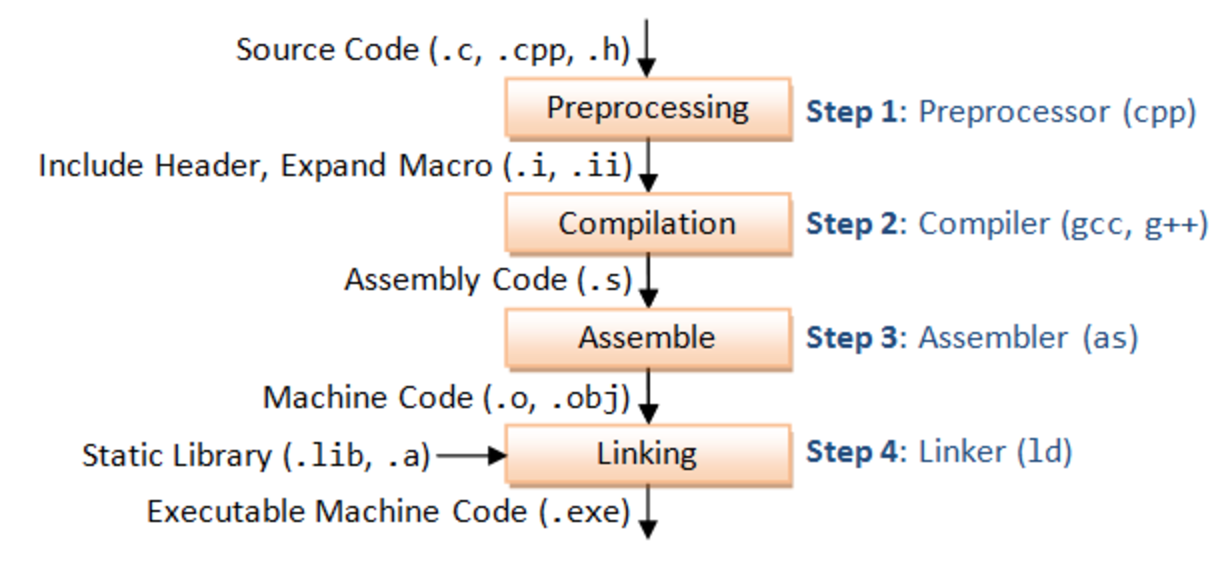 Source Code (.c, .cpp, .h)
Preprocessing
Step 1: Preprocessor (cpp)
Include Header, Expand Macro (.i, .ii)
Compilation
Step 2: Compiler (gcc, g++)
Assembly Code (.s)
Assemble
Step 3: Assembler (as)
Machine Code (.o, .obj)
Static Library (.lib, .a)
Linking
Step 4: Linker (ld)
Executable Machine Code (.exe)